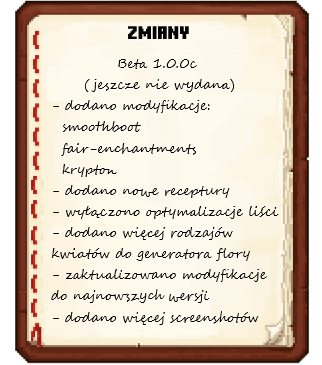 ZMIANY
Beta 1.0.0c
(jeszcze nie wydana)
- dodano modyfikacje:
smoothboot
fair-enchantments
krypton
- dodano nowe receptury
- wyłączono optymalizacje liści
- dodano więcej rodzajów
kwiatów do generatora flory
- zaktualizowano modyfikacje
do najnowszych wersji
- dodano więcej screenshotów